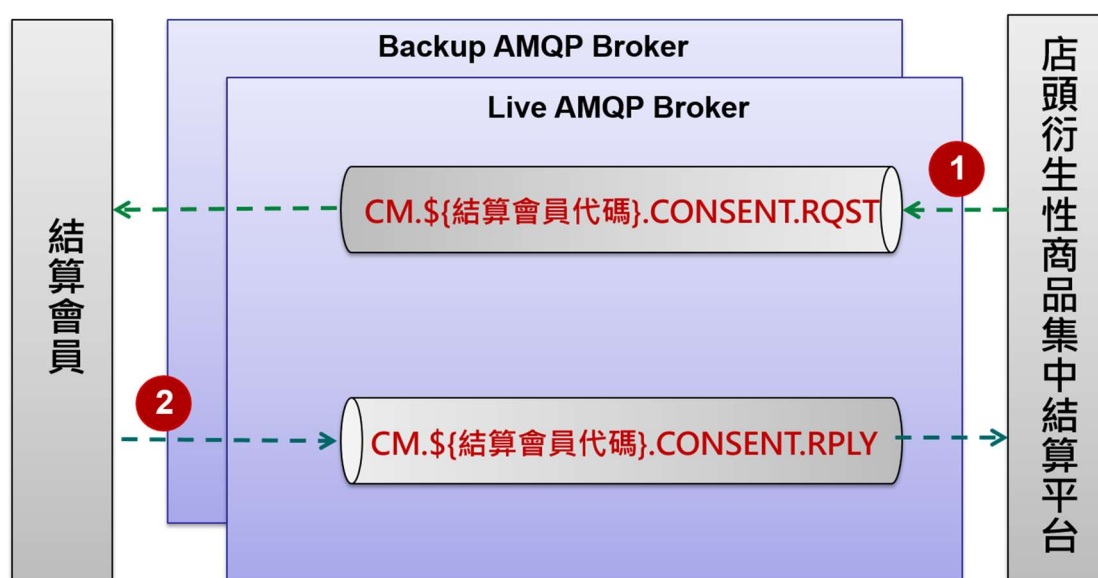 Backup AMQP Broker
Live AMQP Broker
結算會員
1
CM.${結算會員代碼}.CONSENT.RQST
2
CM.${結算會員代碼}.CONSENT.RPLY
店頭衍生性商品集中結算平台